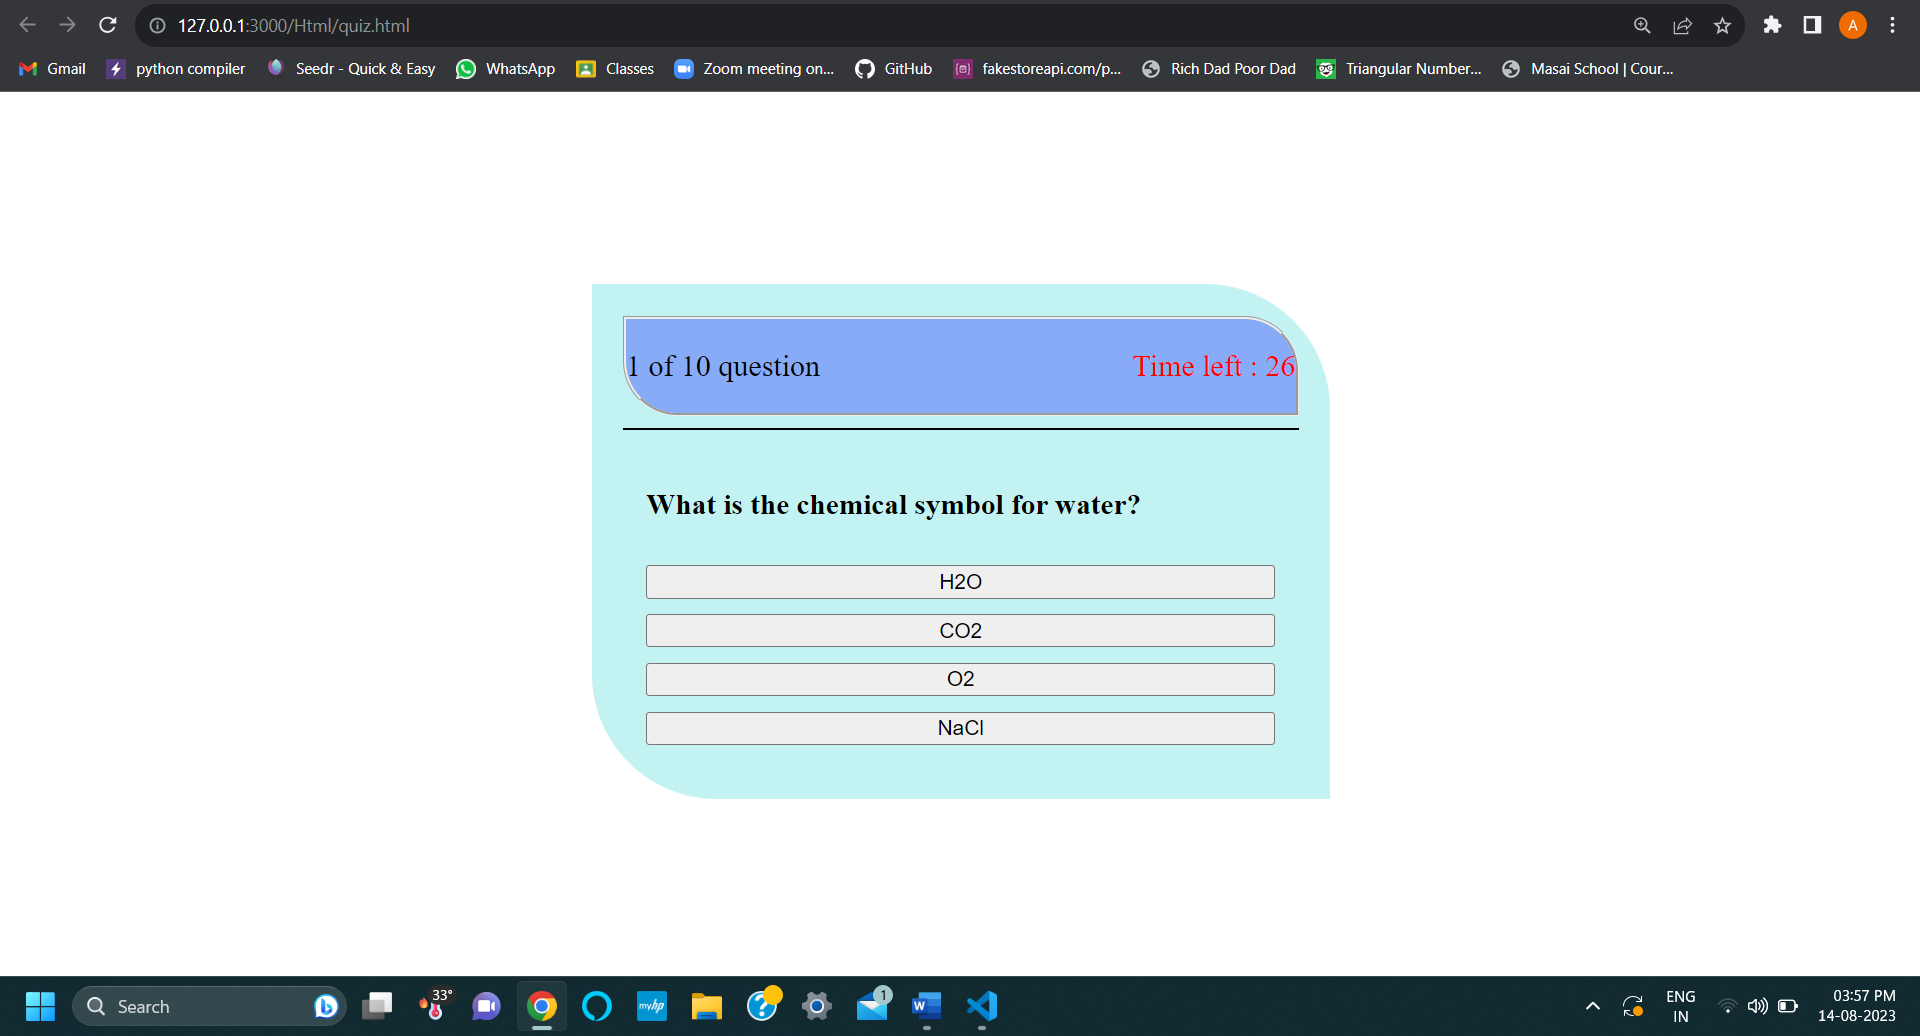 127.0.0.1:3000/Html/quiz.html
A
Gmail python compiler Seedr - Quick & Easy WhatsApp Classes Zoom meeting on... GitHub fakestoreapi.com/p... Rich Dad Poor Dad Triangular Number... Masai School | Cour...
1 of 10 question Time left : 26
What is the chemical symbol for water?
H2O
CO2
O2
NaCl
Search 33° myhp 1 W ENG 03:57 PM
IN 14-08-2023